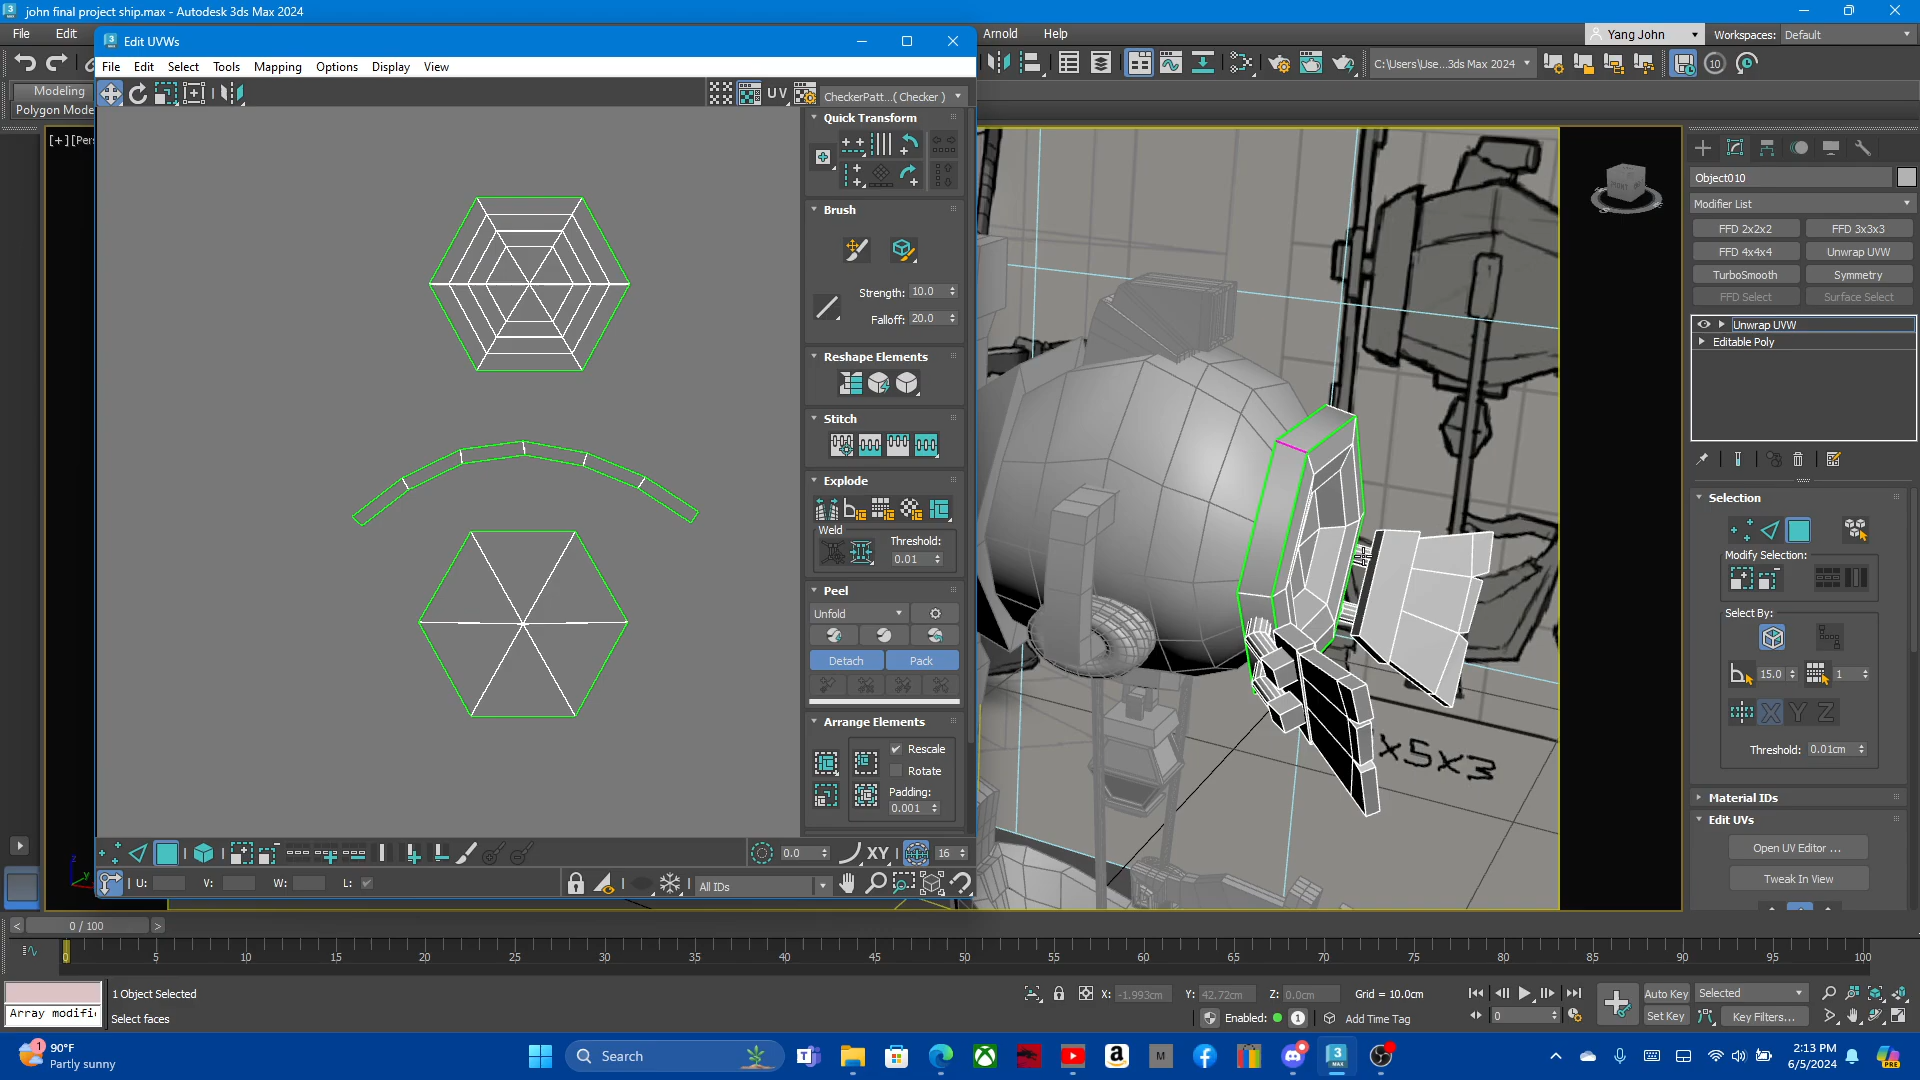 john final project ship.max - Autodesk 3ds Max 2024
File Edit Arnold Help Yang John Workspaces: Default
C:\Users\Use...3ds Max 2024 10
Modeling
Polygon Mode
[+][Per
Edit UVWs
File Edit Select Tools Mapping Options Display View
UV CheckerPatt...( Checker )
Quick Transform
Brush
Strength: 10.0
Falloff: 20.0
Reshape Elements
Stitch
Explode
Weld
Threshold:
0.01
Peel
Unfold
Detach Pack
Arrange Elements
Rescale
Rotate
Padding:
0.001
0.0 XY 16
U: V: W: L: All IDs
FRONT
x5x3
Object010
Modifier List
FFD 2x2x2 FFD 3x3x3
FFD 4x4x4 Unwrap UVW
TurboSmooth Symmetry
FFD Select Surface Select
Unwrap UVW
Editable Poly
Selection
Modify Selection:
Select By:
15.0 1
X Y Z
Threshold: 0.01cm
Material IDs
Edit UVs
Open UV Editor ...
Tweak In View
0 / 100
0 5 10 15 20 25 30 35 40 45 50 55 60 65 70 75 80 85 90 95 100
Array modifi
1 Object Selected
Select faces
X: -1.993cm Y: 42.72cm Z: 0.0cm Grid = 10.0cm
Enabled: 1 Add Time Tag
0
Auto Key Selected
Set Key Key Filters...
1 90°F
Partly sunny
Search
2:13 PM
6/5/2024